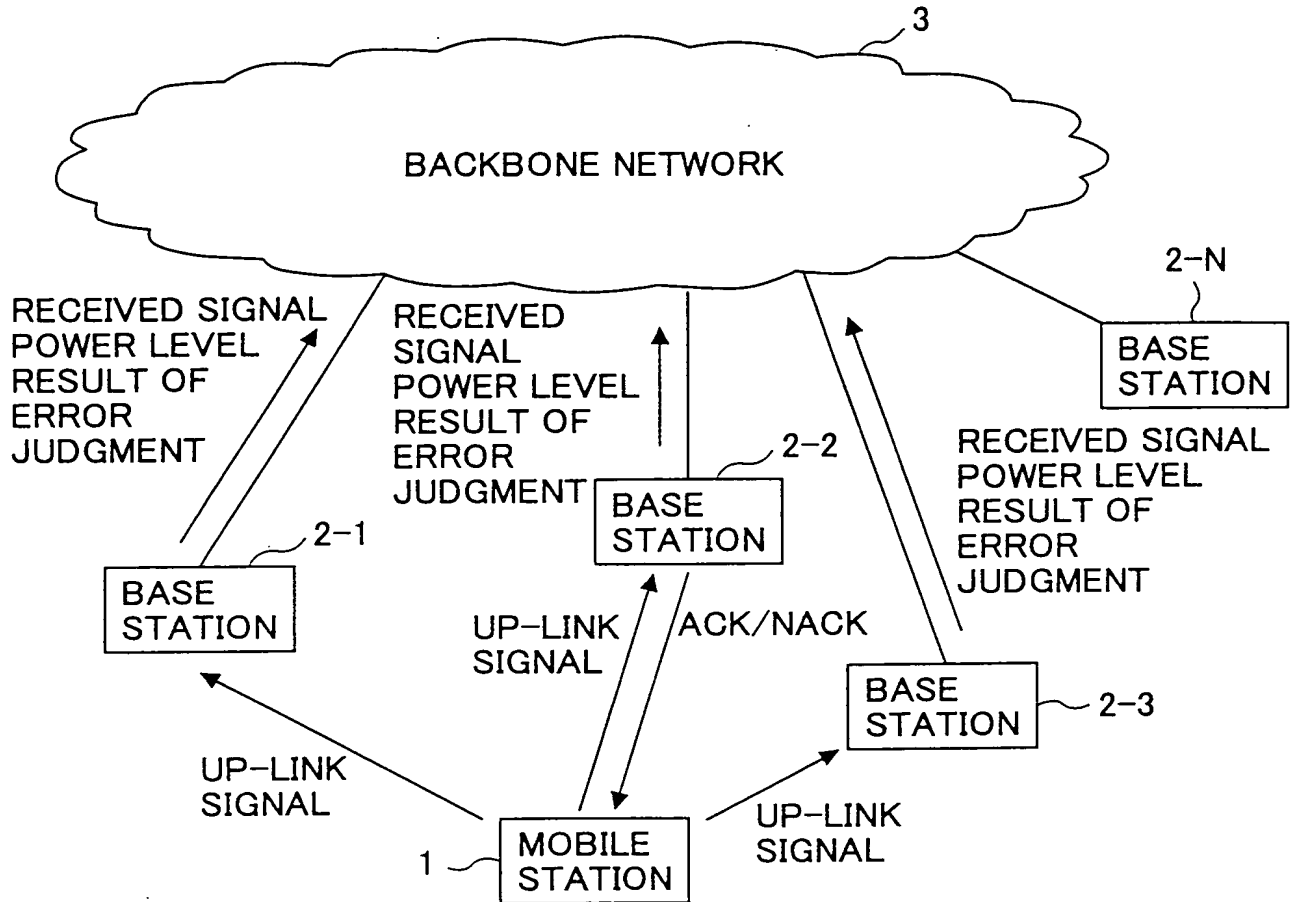 3
BACKBONE NETWORK
2-N
BASE
STATION
RECEIVED SIGNAL
POWER LEVEL
RESULT OF
ERROR
JUDGMENT
RECEIVED
SIGNAL
POWER LEVEL
RESULT OF
ERROR
JUDGMENT
RECEIVED SIGNAL
POWER LEVEL
RESULT OF
ERROR
JUDGMENT
2-2
BASE
STATION
2-1
BASE
STATION
UP-LINK
SIGNAL
ACK/NACK
BASE
STATION
2-3
UP-LINK
SIGNAL
UP-LINK
SIGNAL
1
MOBILE
STATION